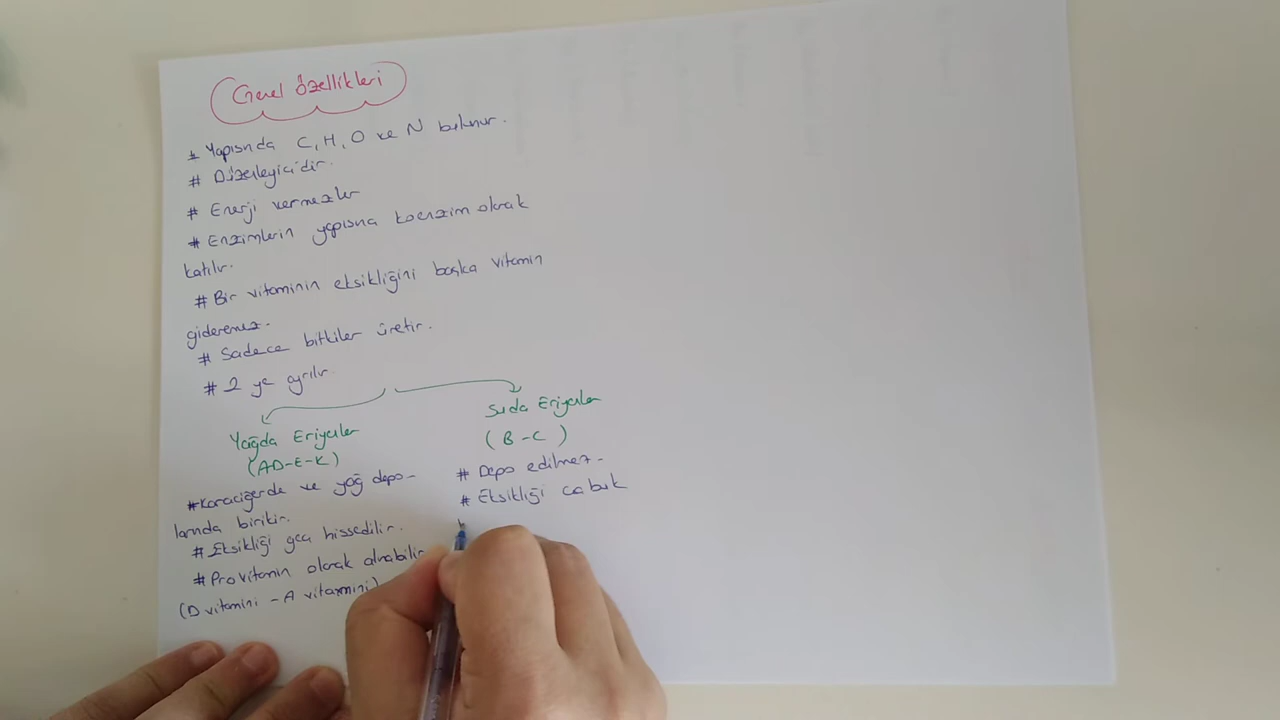 Genel özellikleri
# Yapısında C, H, O ve N bulunur.
# Düzenleyicidir.
# Enerji vermezler
# Enzimlerin yapısına koenzim olarak
katılır.
# Bir vitaminin eksikliğini başka vitamin
gideremez.
# Sadece bitkiler üretir.
# 2 ye ayrılır
Yağda Eriyenler
(AD-E-K)
#Karaciğerde ve yağ depo-
larında birikir.
# Eksikliği geç hissedilir.
# Provitamin olarak alınabilir
(D vitamini - A vitamini)
Suda Eriyenler
(B-C)
# Depo edilmez.
# Eksikliği çabuk